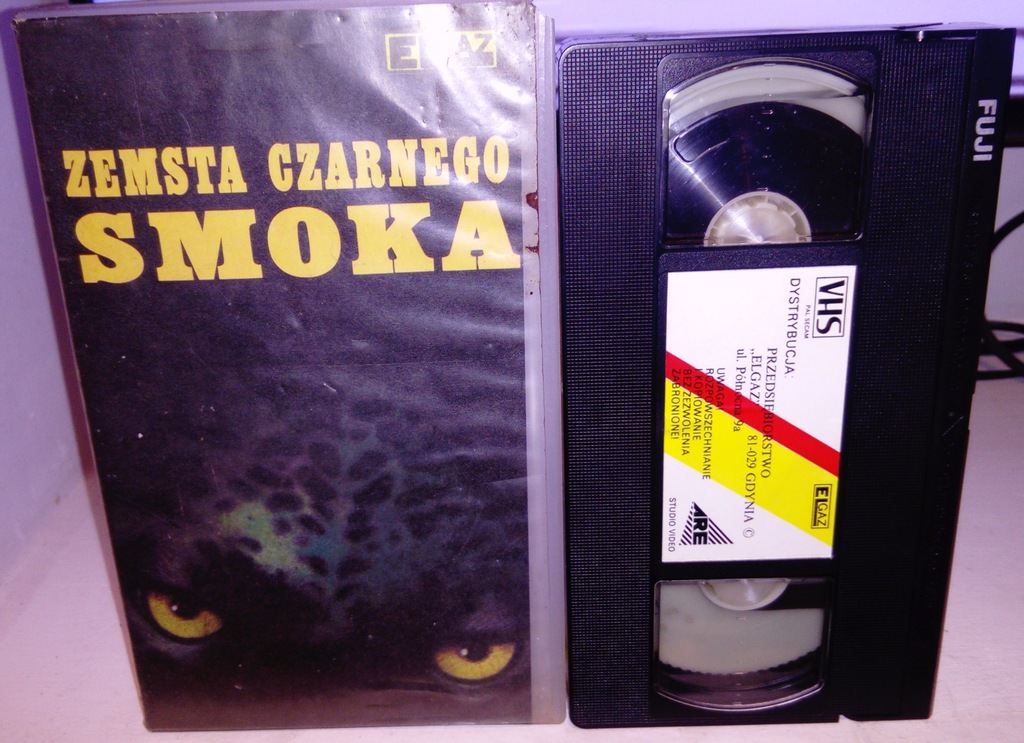 ELGAZ
ZEMSTA CZARNEGO
SMOKA
FUJI
VHS
PAL SECAM
DYSTRYBUCJA:
PRZEDSIĘBIORSTWO
„ELGAZ”
ul. Północna 9a 81-029 GDYNIA ©
UWAGA!
ROZPOWSZECHNIANIE
I KOPIOWANIE
BEZ ZEZWOLENIA
ZABRONIONE!
ELGAZ
ARE
STUDIO VIDEO